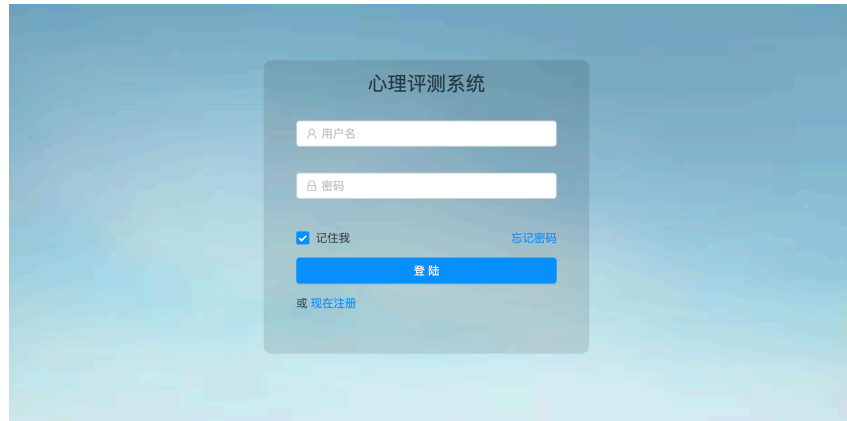 心理评测系统
用户名
密码
记住我 忘记密码
登 陆
或 现在注册